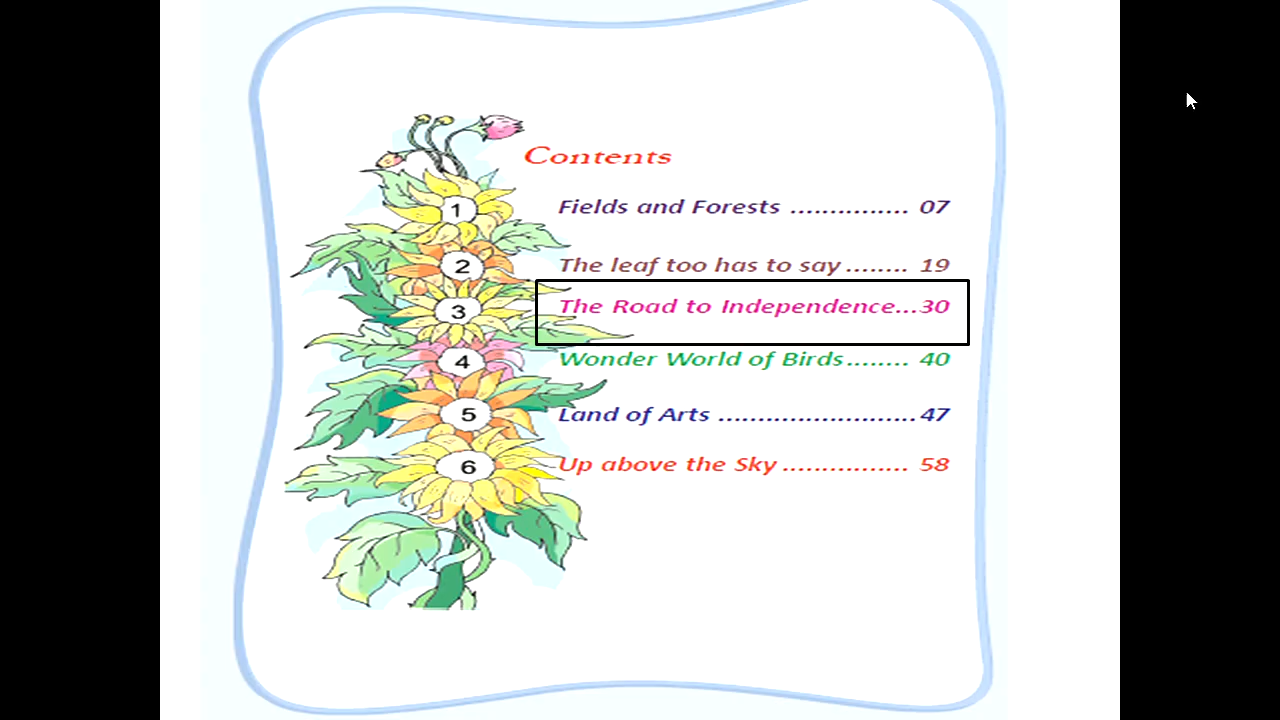 Contents
1 Fields and Forests ............... 07
2 The leaf too has to say ........ 19
3 The Road to Independence...30
4 Wonder World of Birds........ 40
5 Land of Arts .........................47
6 Up above the Sky ................ 58